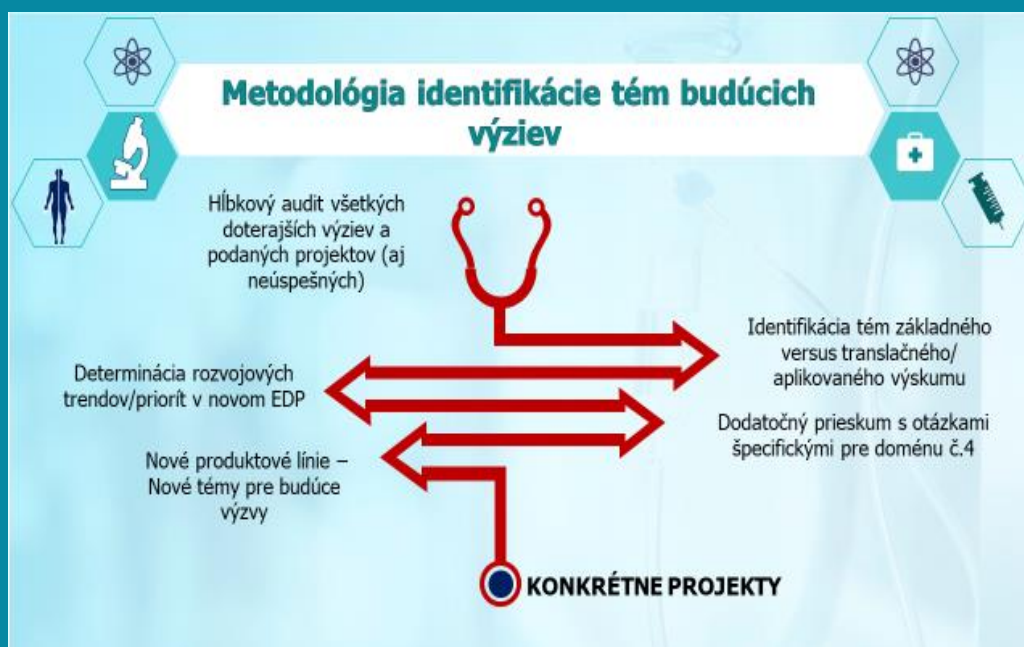 Metodológia identifikácie tém budúcich
výziev
Hĺbkový audit všetkých
doterajších výziev a
podaných projektov (aj
neúspešných)
Identifikácia tém základného
versus translačného/
aplikovaného výskumu
Determinácia rozvojových
trendov/priorít v novom EDP
Dodatočný prieskum s otázkami
špecifickými pre doménu č.4
Nové produktové línie –
Nové témy pre budúce
výzvy
KONKRÉTNE PROJEKTY